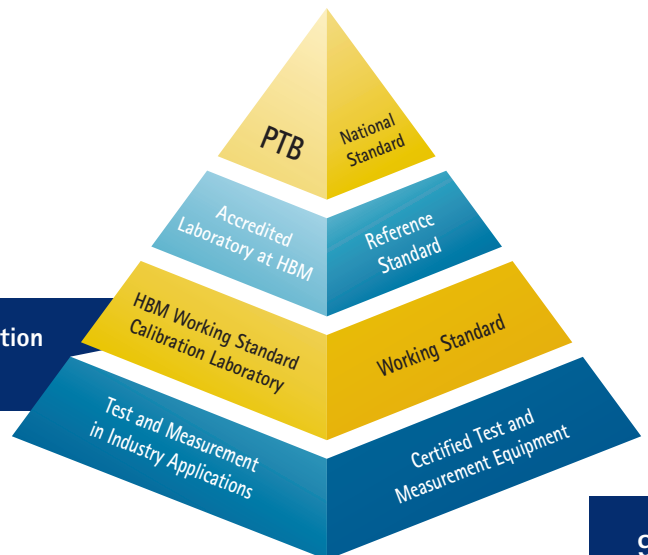 PTB
National
Standard
Accredited
Laboratory at HBM
Reference
Standard
HBM Working Standard
Calibration Laboratory
Working Standard
Test and Measurement
in Industry Applications
Certified Test and
Measurement Equipment
tion